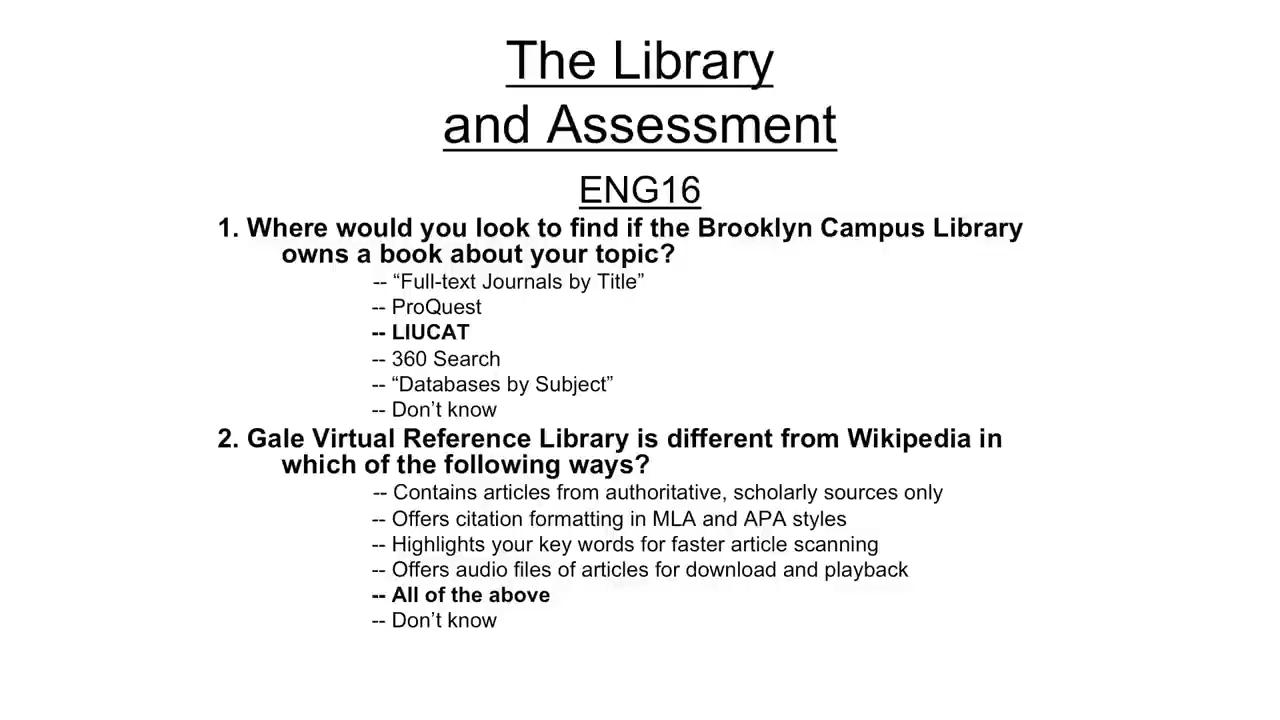 The Library
and Assessment
ENG16
1. Where would you look to find if the Brooklyn Campus Library
owns a book about your topic?
-- “Full-text Journals by Title”
-- ProQuest
-- LIUCAT
-- 360 Search
-- “Databases by Subject”
-- Don’t know
2. Gale Virtual Reference Library is different from Wikipedia in
which of the following ways?
-- Contains articles from authoritative, scholarly sources only
-- Offers citation formatting in MLA and APA styles
-- Highlights your key words for faster article scanning
-- Offers audio files of articles for download and playback
-- All of the above
-- Don’t know